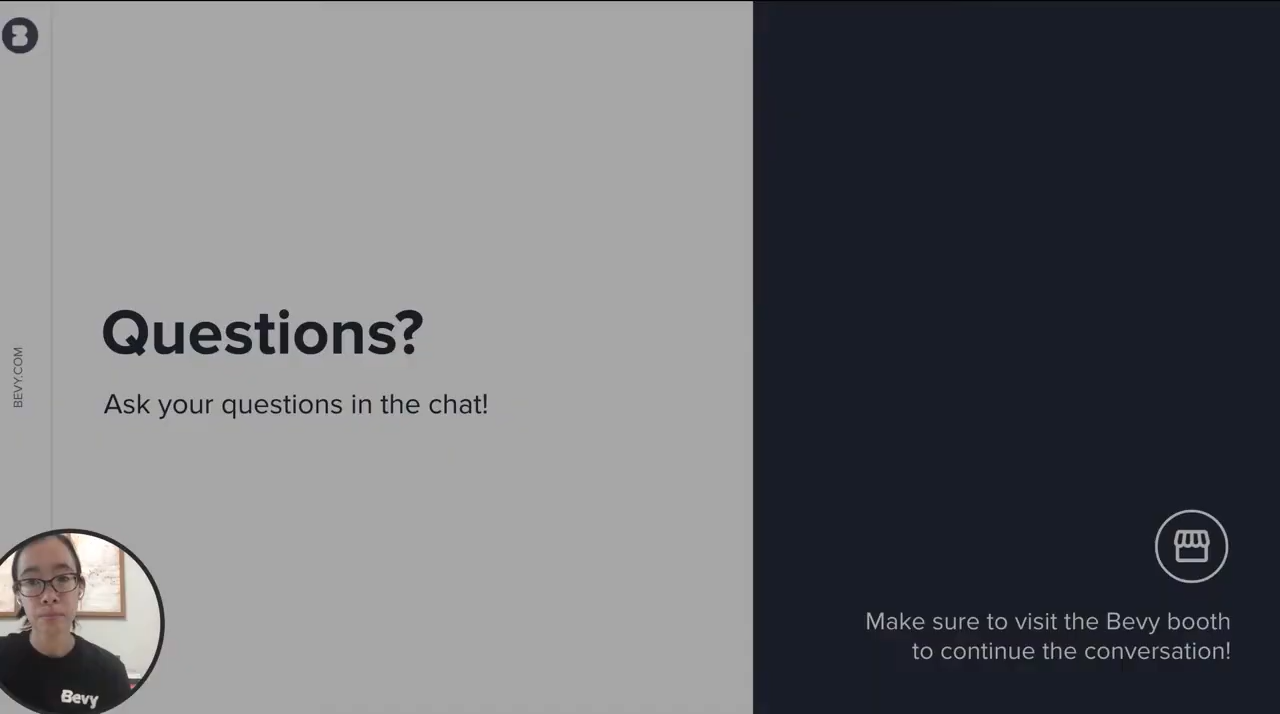 BEVY.COM
Questions?
Ask your questions in the chat!
Bevy
Make sure to visit the Bevy booth
to continue the conversation!